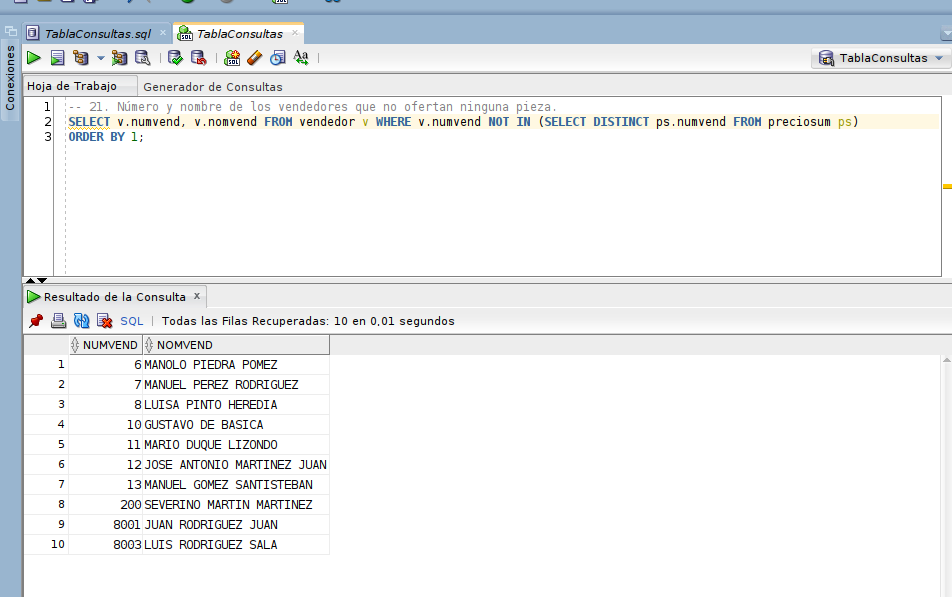 TablaConsultas.sql
TablaConsultas
Conexiones
TablaConsultas
Hoja de Trabajo
Generador de Consultas
1 -- 21. Número y nombre de los vendedores que no ofertan ninguna pieza.
2 SELECT v.numvend, v.nomvend FROM vendedor v WHERE v.numvend NOT IN (SELECT DISTINCT ps.numvend FROM preciosum ps)
3 ORDER BY 1;
Resultado de la Consulta x
SQL | Todas las Filas Recuperadas: 10 en 0,01 segundos
NUMVEND NOMVEND
1 6 MANOLO PIEDRA POMEZ
2 7 MANUEL PEREZ RODRIGUEZ
3 8 LUISA PINTO HEREDIA
4 10 GUSTAVO DE BASICA
5 11 MARIO DUQUE LIZONDO
6 12 JOSE ANTONIO MARTINEZ JUAN
7 13 MANUEL GOMEZ SANTISTEBAN
8 200 SEVERINO MARTIN MARTINEZ
9 8001 JUAN RODRIGUEZ JUAN
10 8003 LUIS RODRIGUEZ SALA